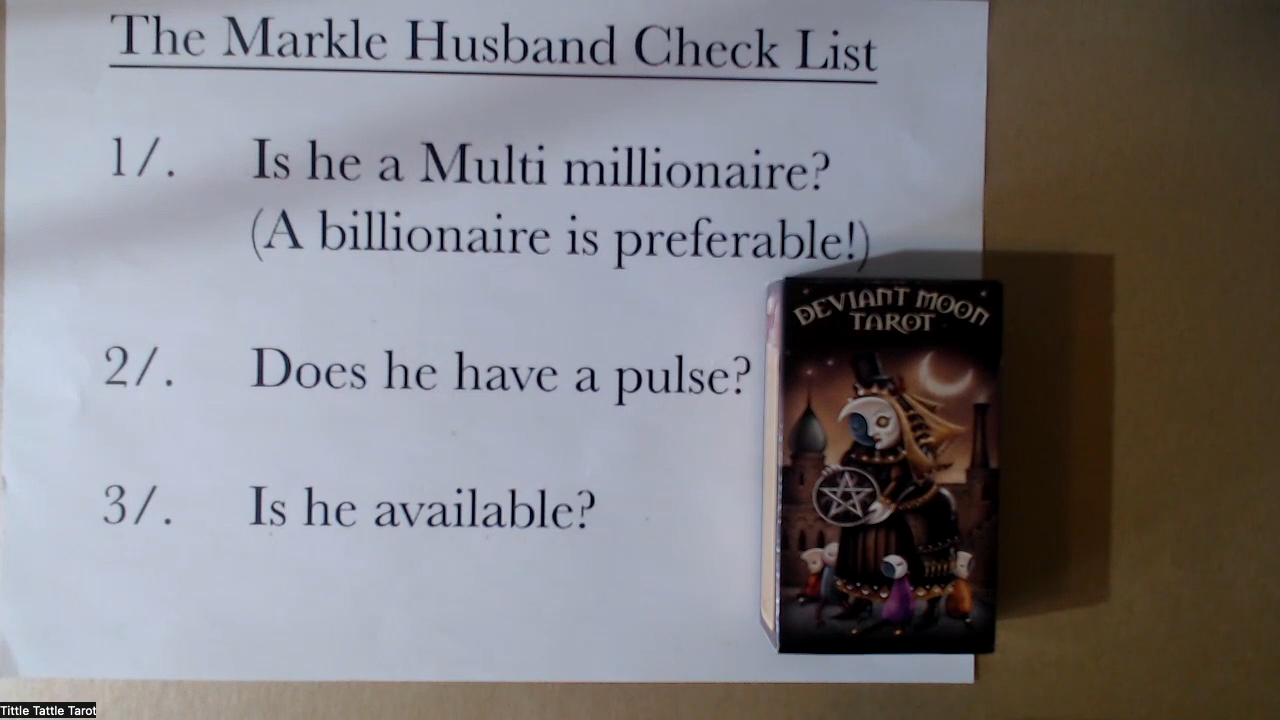 The Markle Husband Check List
1/. Is he a Multi millionaire?
(A billionaire is preferable!)
2/. Does he have a pulse?
3/. Is he available?
DEVIANT MOON
TAROT
Tittle Tattle Tarot